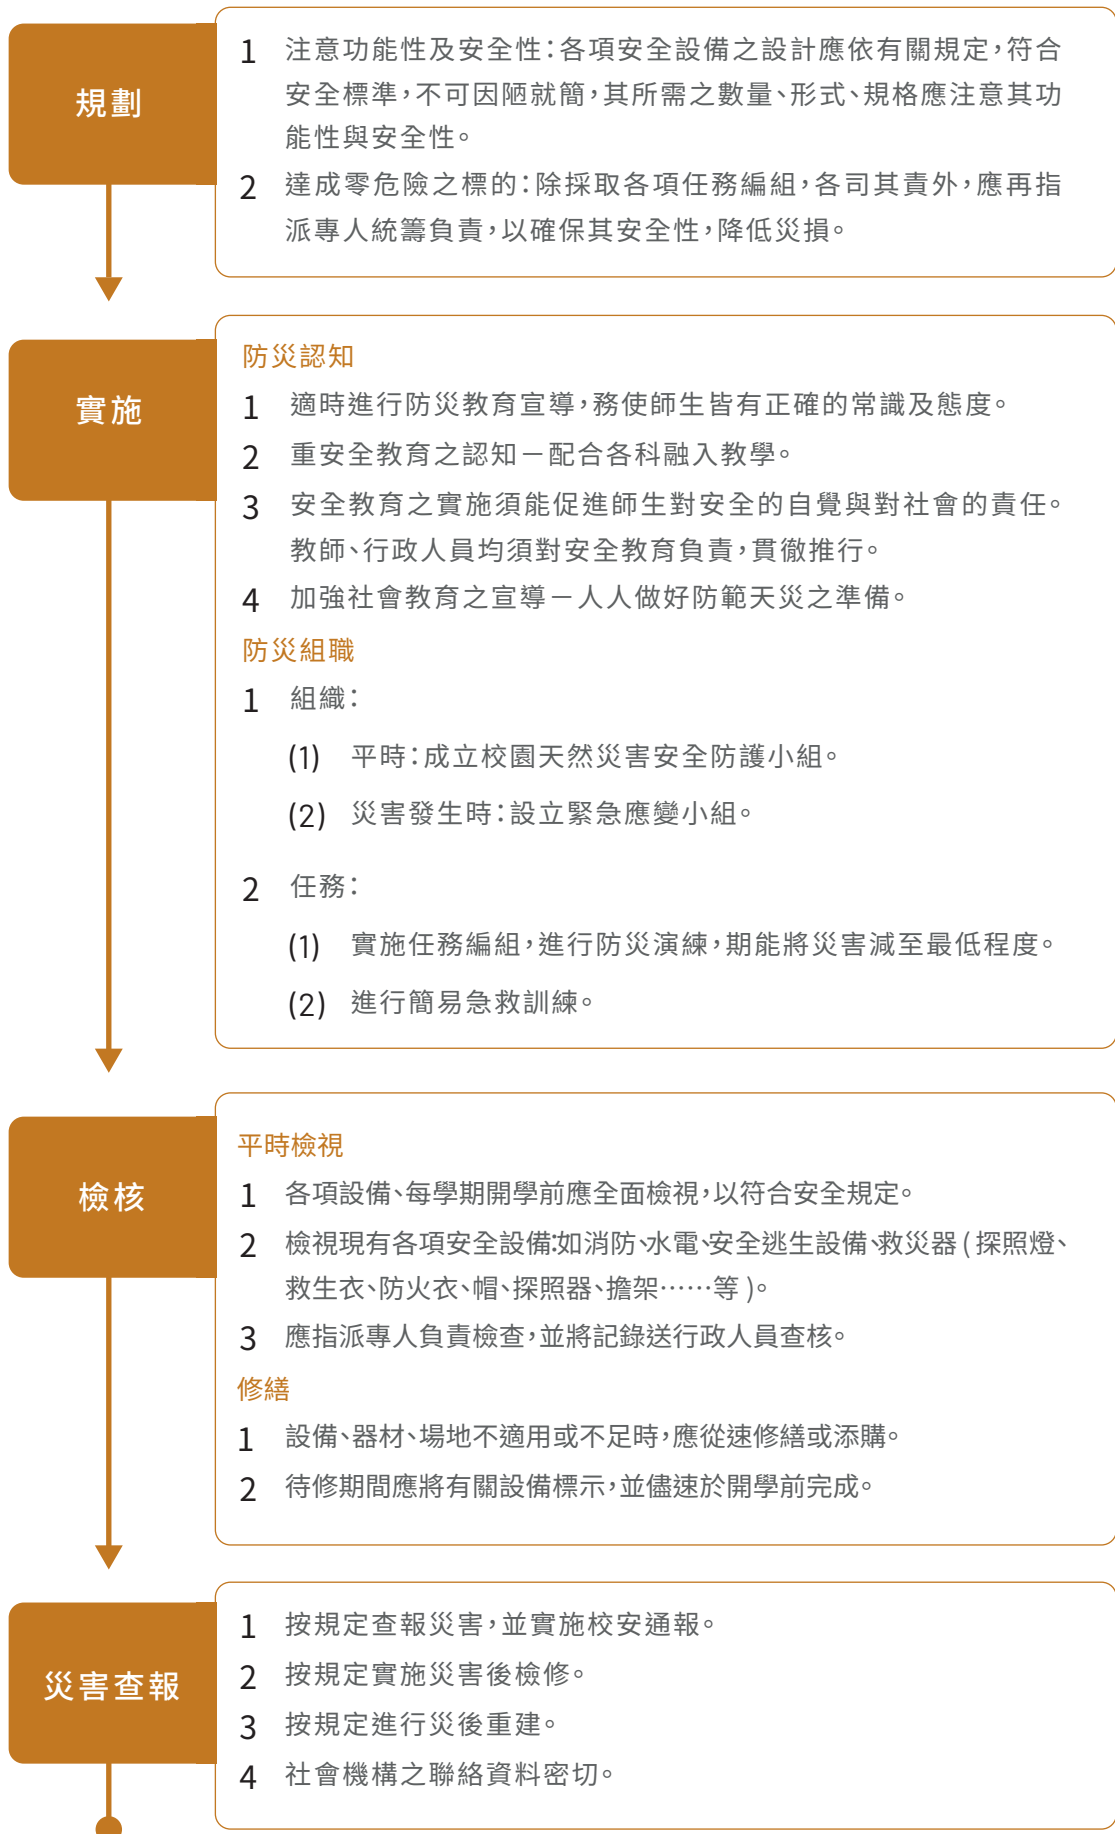 規劃
1 注意功能性及安全性：各項安全設備之設計應依有關規定，符合
安全標準，不可因陋就簡，其所需之數量、形式、規格應注意其功
能性與安全性。
2 達成零危險之標的：除採取各項任務編組，各司其責外，應再指
派專人統籌負責，以確保其安全性，降低災損。
實施
防災認知
1 適時進行防災教育宣導，務使師生皆有正確的常識及態度。
2 重安全教育之認知－配合各科融入教學。
3 安全教育之實施須能促進師生對安全的自覺與對社會的責任。
教師、行政人員均須對安全教育負責，貫徹推行。
4 加強社會教育之宣導－人人做好防範天災之準備。
防災組職
1 組織：
(1) 平時：成立校園天然災害安全防護小組。
(2) 災害發生時：設立緊急應變小組。
2 任務：
(1) 實施任務編組，進行防災演練，期能將災害減至最低程度。
(2) 進行簡易急救訓練。
檢核
平時檢視
1 各項設備、每學期開學前應全面檢視，以符合安全規定。
2 檢視現有各項安全設備：如消防、水電、安全逃生設備、救災器 ( 探照燈、
救生衣、防火衣、帽、探照器、擔架……等 )。
3 應指派專人負責檢查，並將記錄送行政人員查核。
修繕
1 設備、器材、場地不適用或不足時，應從速修繕或添購。
2 待修期間應將有關設備標示，並儘速於開學前完成。
災害查報
1 按規定查報災害，並實施校安通報。
2 按規定實施災害後檢修。
3 按規定進行災後重建。
4 社會機構之聯絡資料密切。